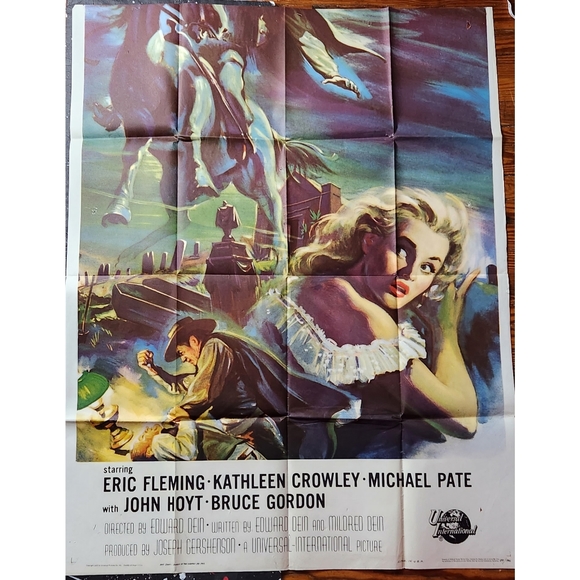 starring
ERIC FLEMING · KATHLEEN CROWLEY · MICHAEL PATE
with JOHN HOYT · BRUCE GORDON
DIRECTED BY EDWARD DEIN · WRITTEN BY EDWARD DEIN AND MILDRED DEIN
PRODUCED BY JOSEPH GERSHENSON · A UNIVERSAL-INTERNATIONAL PICTURE
Universal
International